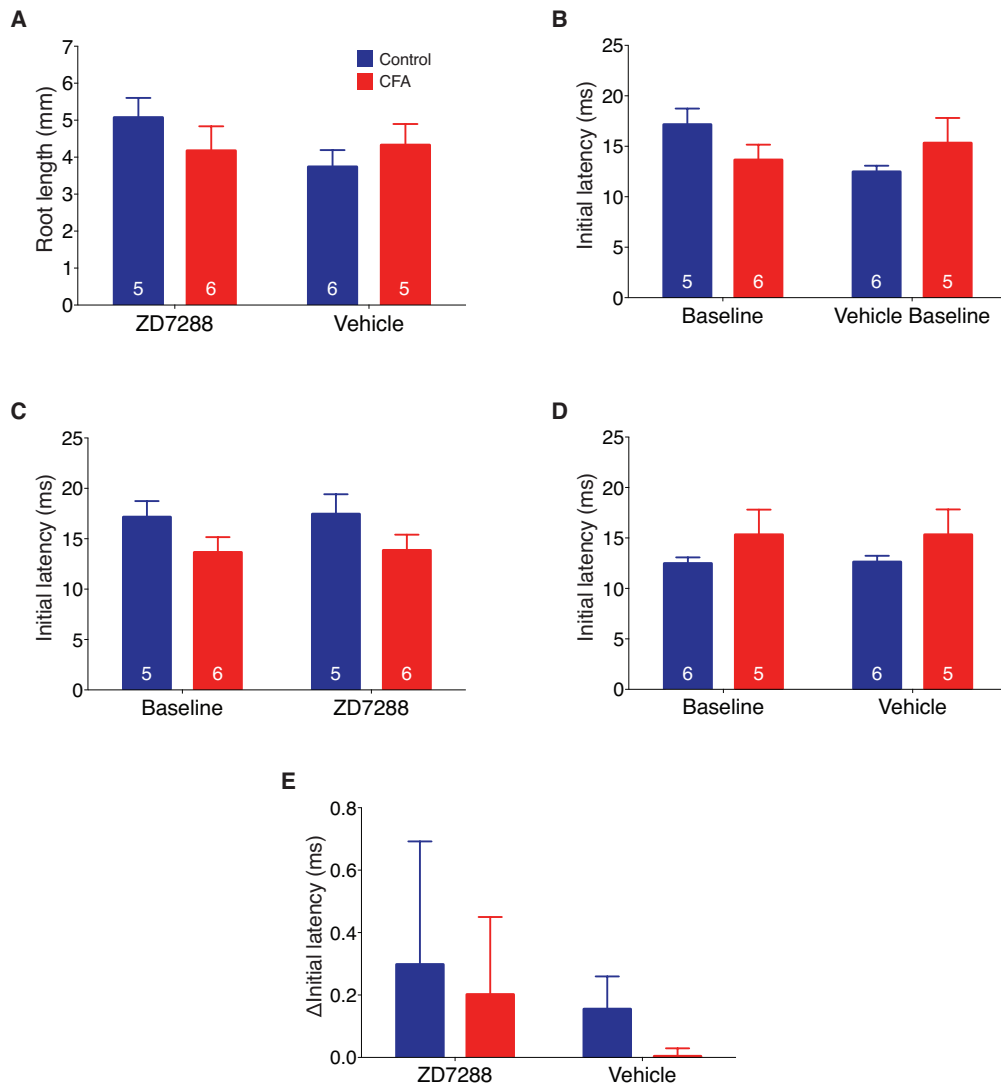 A
Root length (mm)
7
6
5
4
3
2
1
0
Control
CFA
5 6 6 5
ZD7288 Vehicle
B
Initial latency (ms)
25
20
15
10
5
0
5 6 6 5
Baseline Vehicle Baseline
C
Initial latency (ms)
25
20
15
10
5
0
5 6 5 6
Baseline ZD7288
D
Initial latency (ms)
25
20
15
10
5
0
6 5 6 5
Baseline Vehicle
E
ΔInitial latency (ms)
0.8
0.6
0.4
0.2
0.0
ZD7288 Vehicle